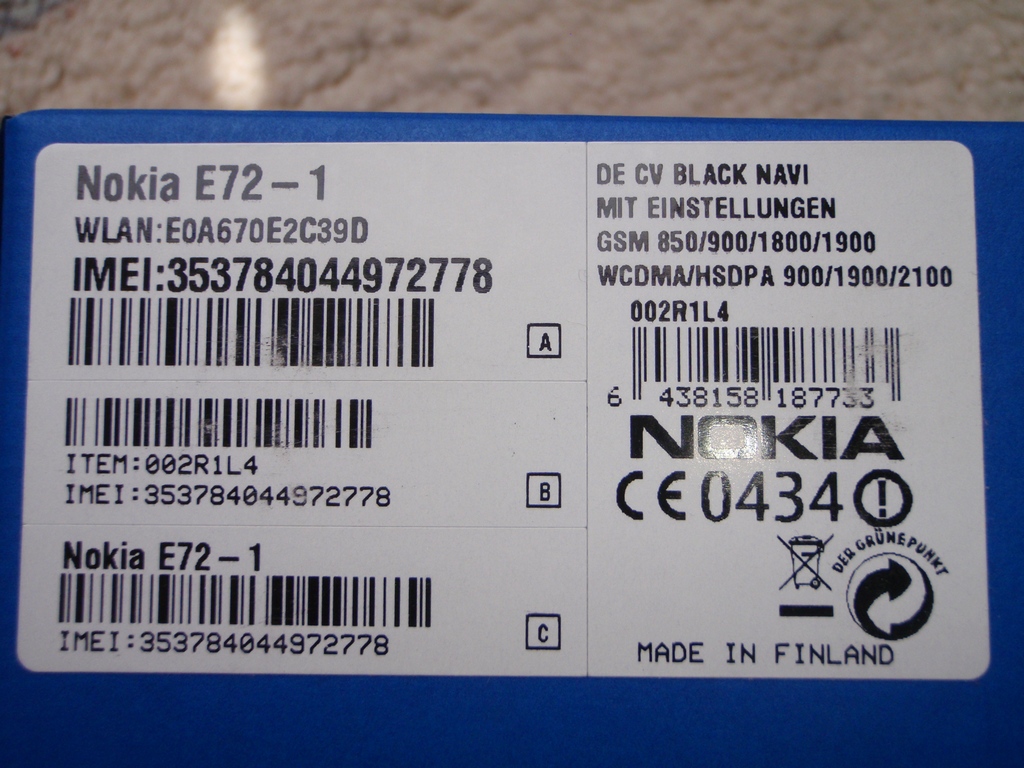 Nokia E72-1
WLAN:E0A670E2C39D
IMEI:353784044972778
A
ITEM:002R1L4
IMEI:353784044972778
B
Nokia E72-1
IMEI:353784044972778
C
DE CV BLACK NAVI
MIT EINSTELLUNGEN
GSM 850/900/1800/1900
WCDMA/HSDPA 900/1900/2100
002R1L4
6 438158 187733
NOKIA
CE0434
DER GRÜNE PUNKT
MADE IN FINLAND